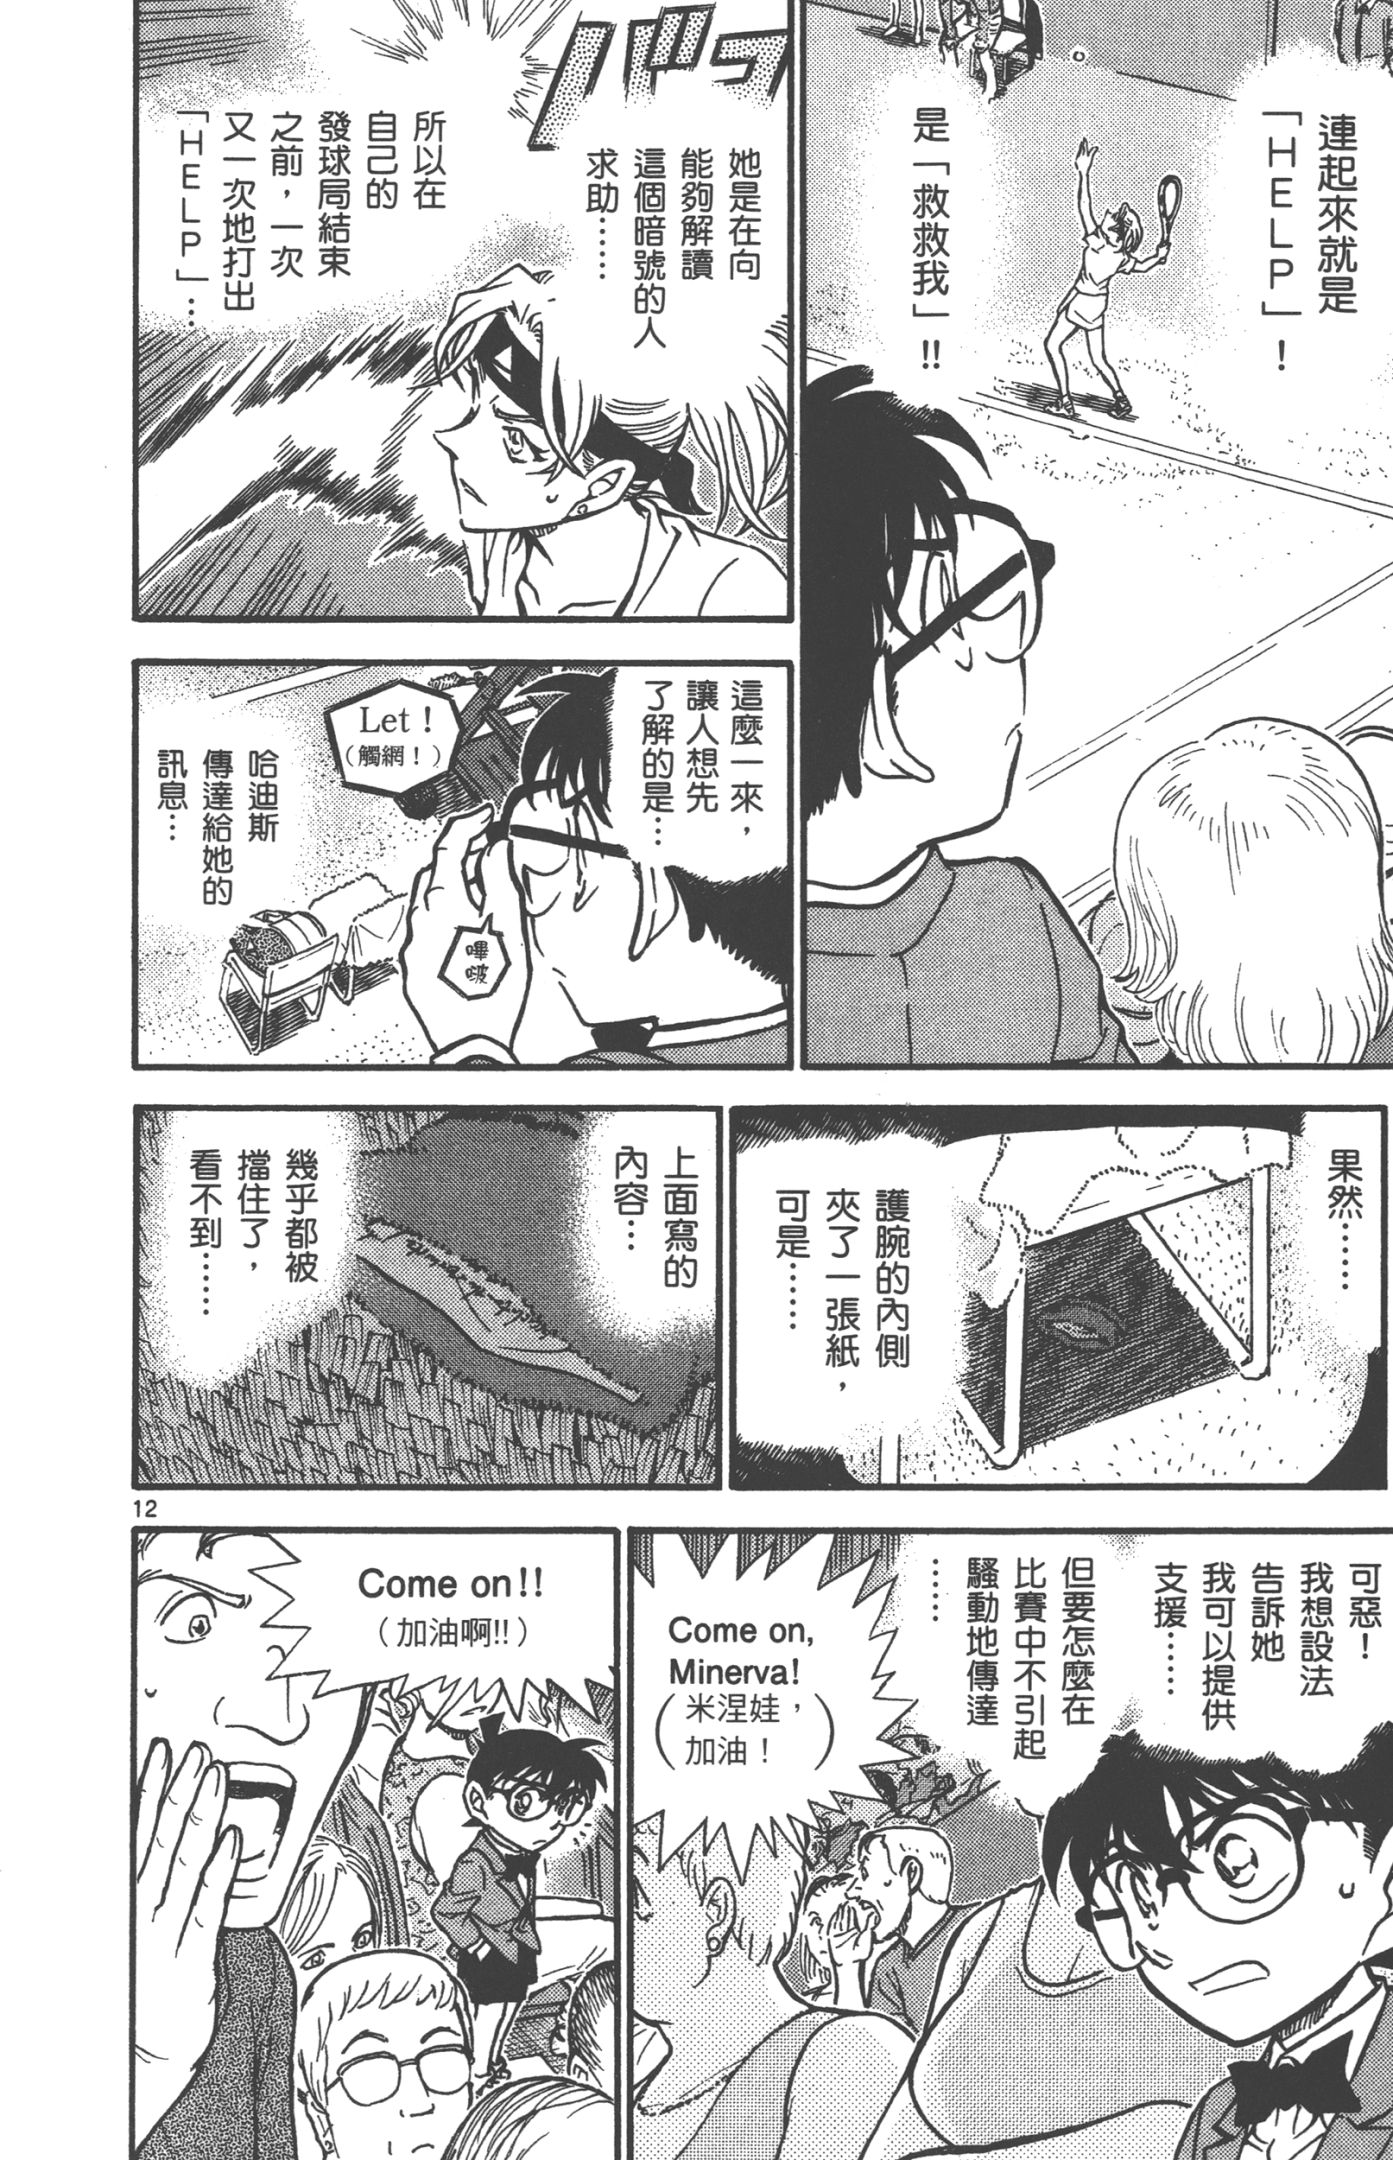 連起來就是
「HELP」！
是「救救我」!!
バコ
她是在向
能夠解讀
這個暗號的人
求助……
所以在
自己的
發球局結束
之前，一次
又一次地打出
「HELP」…
這麼一來，
讓人想先
了解的是…
Let！
（觸網！）
嗶
啵
哈迪斯
傳達給她的
訊息…
果然……
護腕的內側
夾了一張紙，
可是……
上面寫的
內容…
幾乎都被
擋住了，
看不到……
12
可惡！
我想設法
告訴她
我可以提供
支援……
但要怎麼在
比賽中不引起
騷動地傳達
……
Come on,
Minerva!
（米涅娃，
加油！）
Come on!!
（加油啊!!）